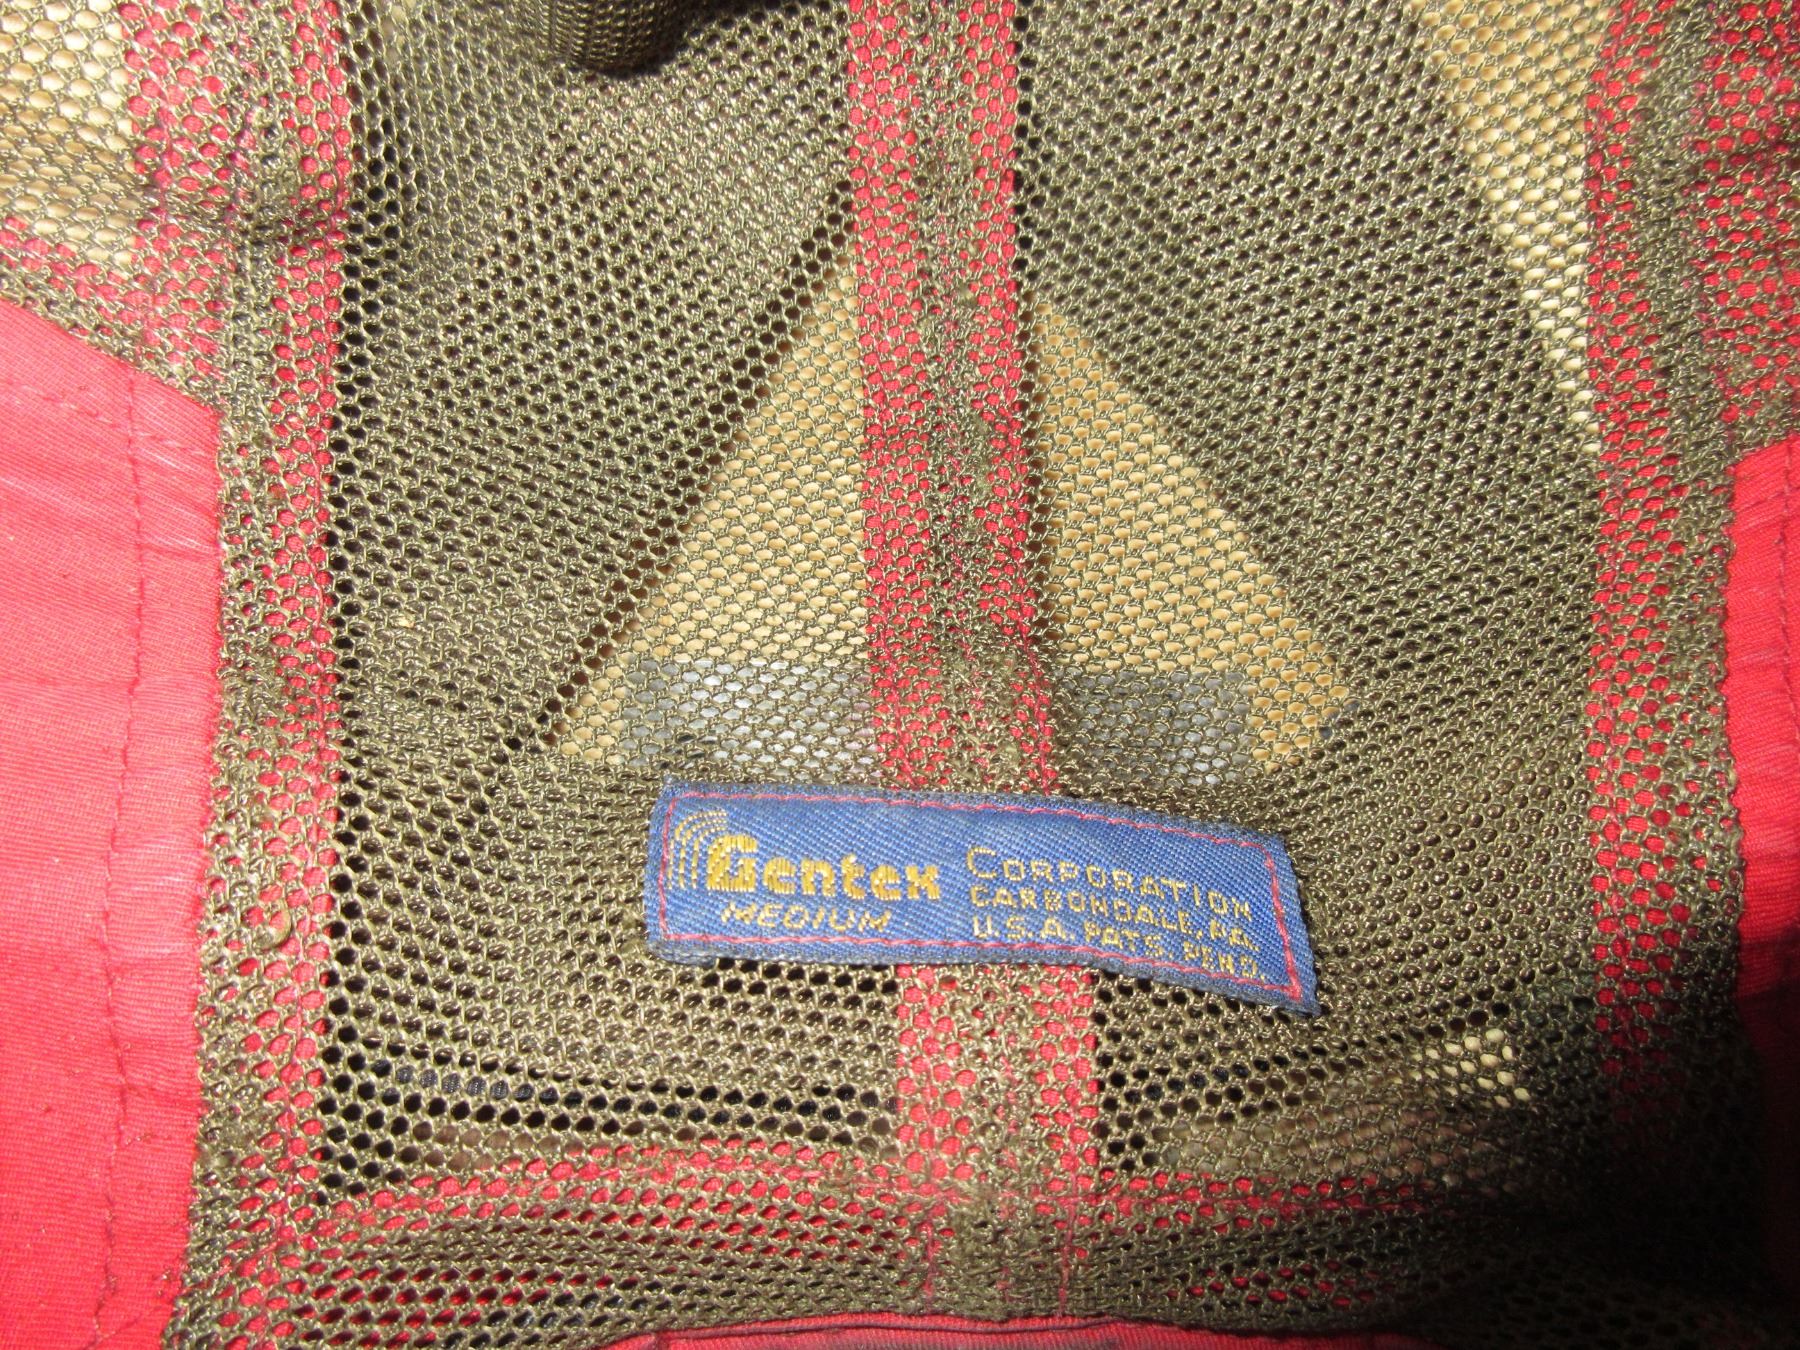 Gentex
MEDIUM
CORPORATION
CARBONDALE, PA.
U.S.A. PATS. PEND.